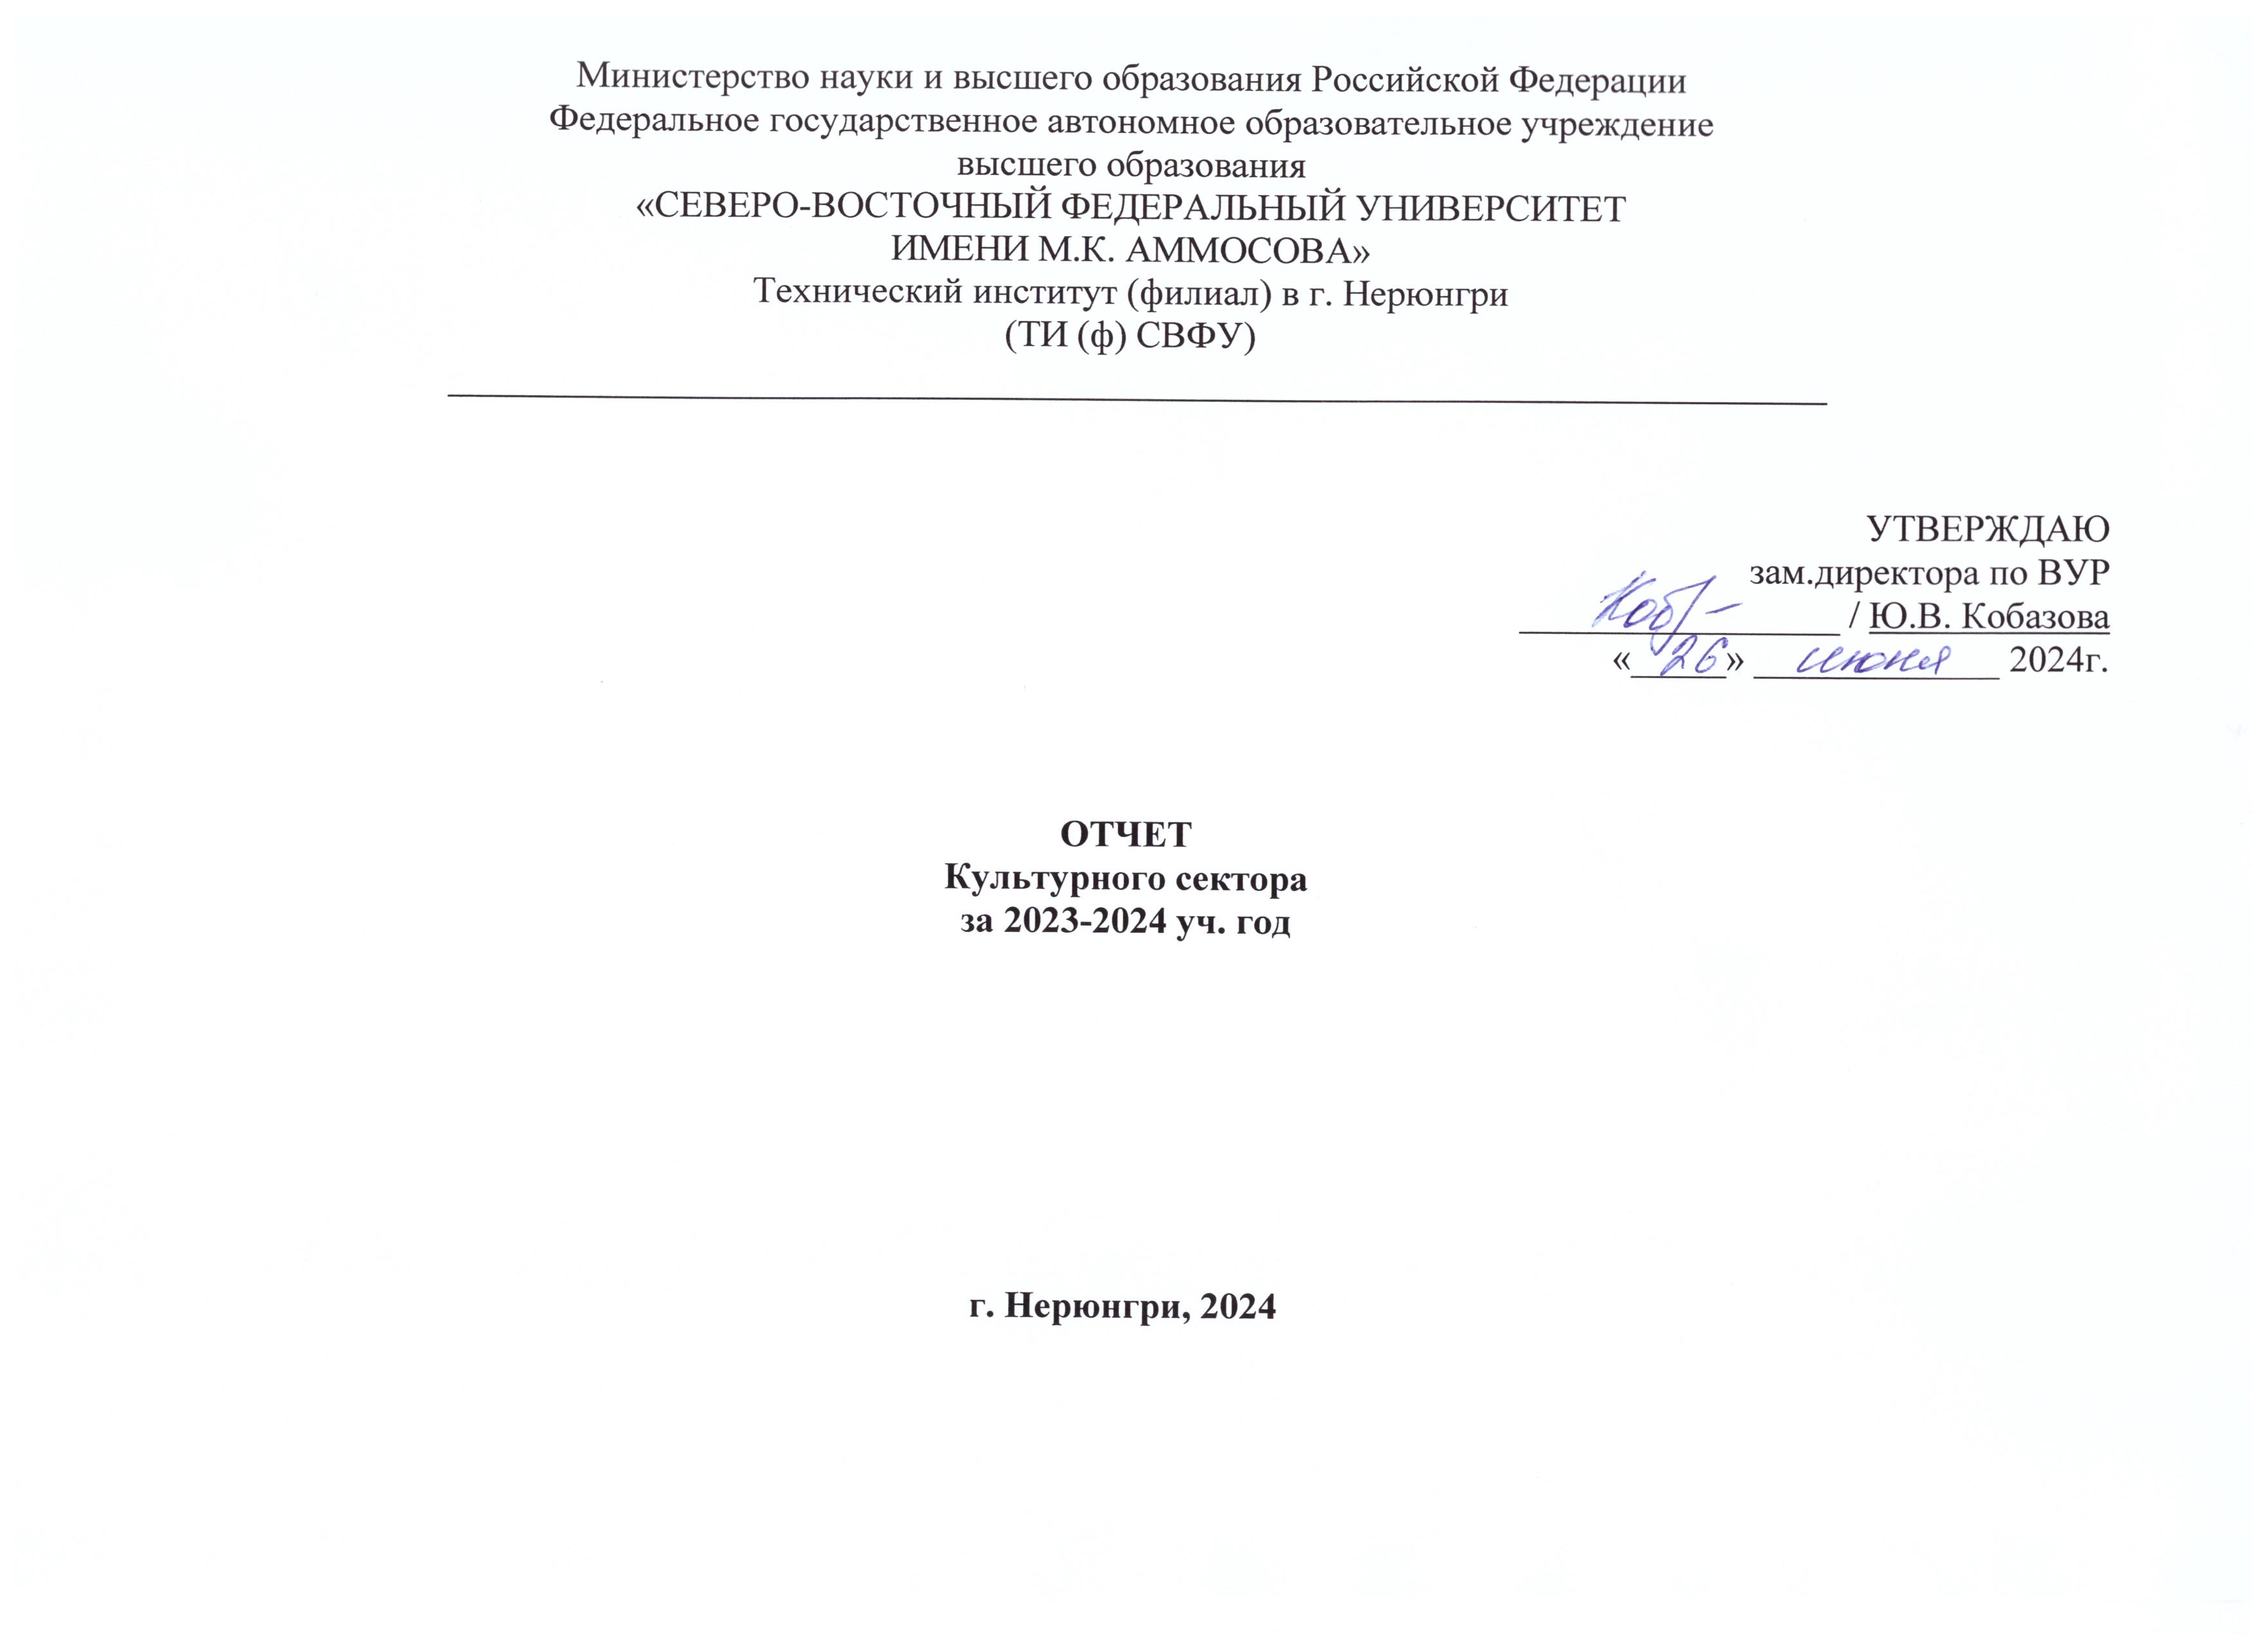 Министерство науки и высшего образования Российской Федерации
Федеральное государственное автономное образовательное учреждение
высшего образования
«СЕВЕРО-ВОСТОЧНЫЙ ФЕДЕРАЛЬНЫЙ УНИВЕРСИТЕТ
ИМЕНИ М.К. АММОСОВА»
Технический институт (филиал) в г. Нерюнгри
(ТИ (ф) СВФУ)
УТВЕРЖДАЮ
зам.директора по ВУР
/ Ю.В. Кобазова
«26» июня 2024г.
ОТЧЕТ
Культурного сектора
за 2023-2024 уч. год
г. Нерюнгри, 2024